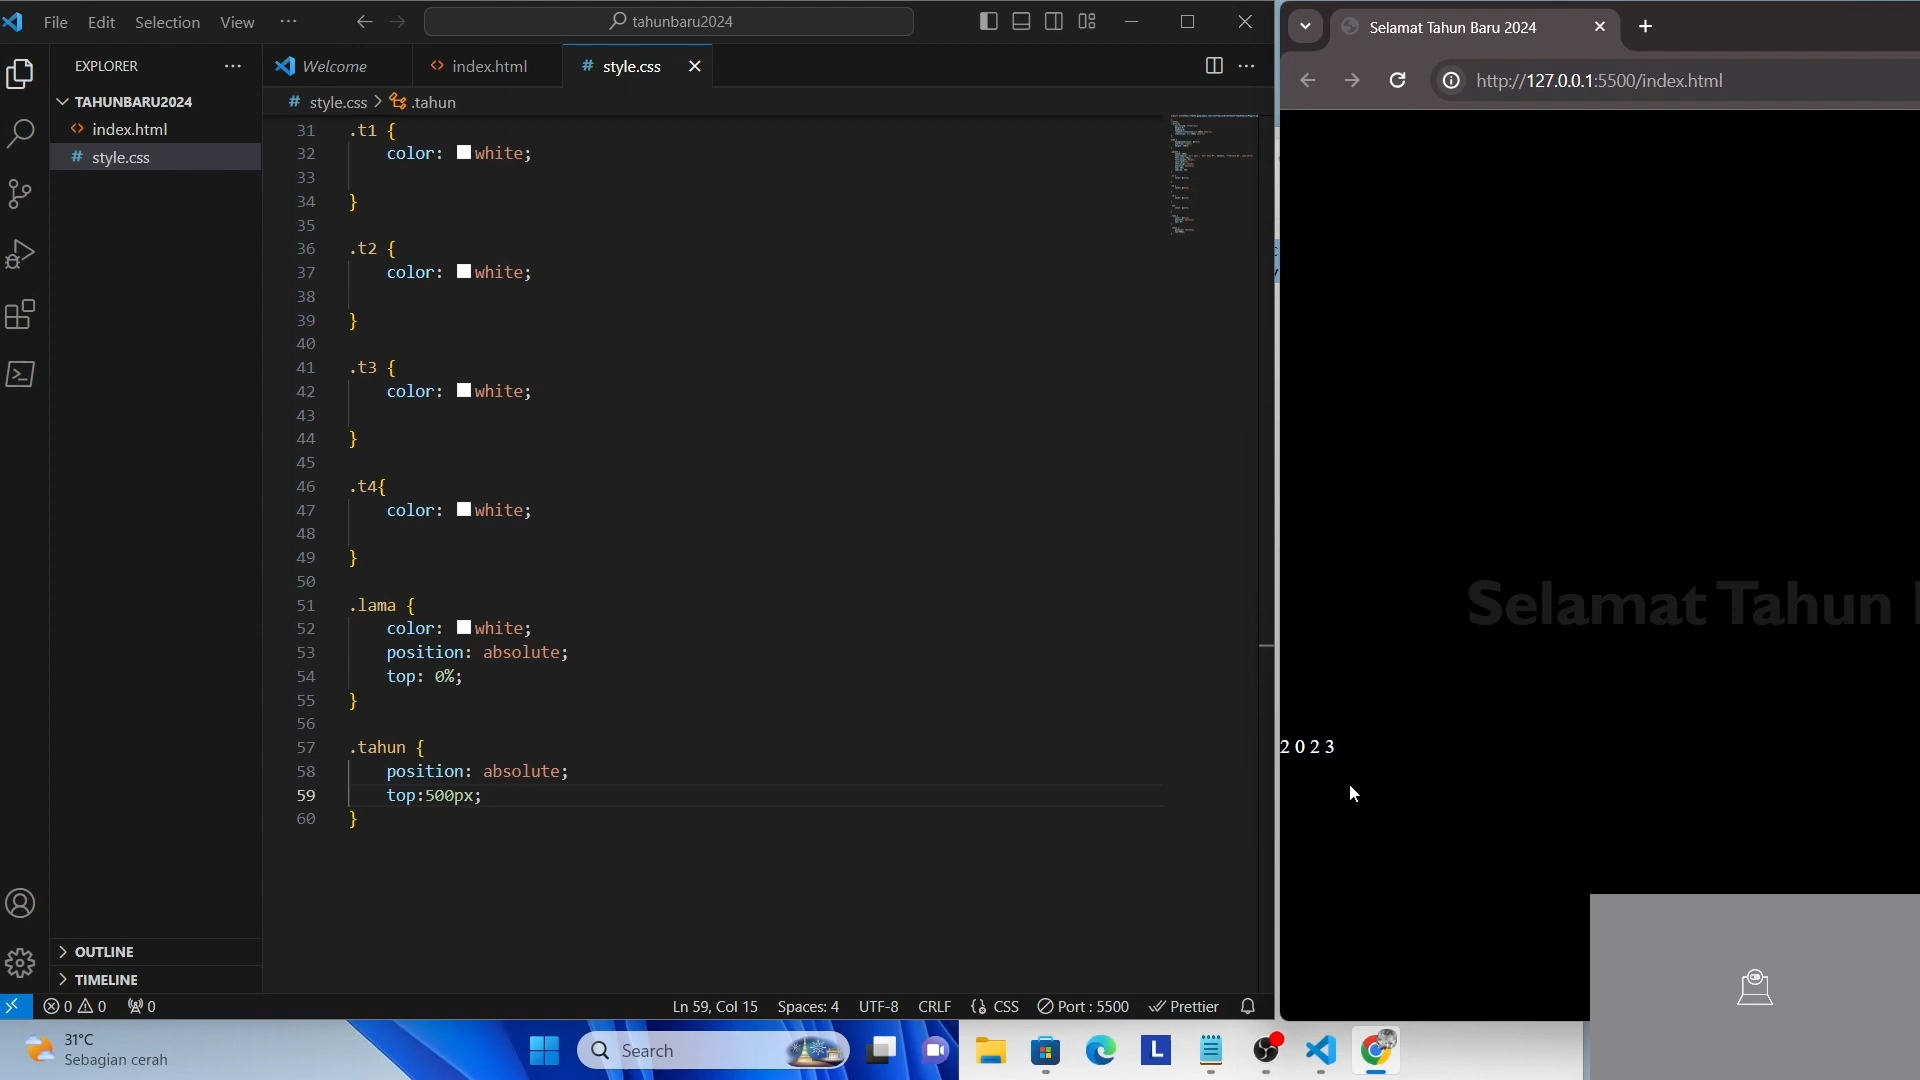 File Edit Selection View ···
tahunbaru2024
EXPLORER ···
TAHUNBARU2024
<> index.html
# style.css
Welcome
<> index.html
# style.css
# style.css > .tahun
31 .t1 {
32 color: white;
33
34 }
35
36 .t2 {
37 color: white;
38
39 }
40
41 .t3 {
42 color: white;
43
44 }
45
46 .t4{
47 color: white;
48
49 }
50
51 .lama {
52 color: white;
53 position: absolute;
54 top: 0%;
55 }
56
57 .tahun {
58 position: absolute;
59 top:500px;
60 }
OUTLINE
TIMELINE
0 0 0
Ln 59, Col 15 Spaces: 4 UTF-8 CRLF {} CSS Port : 5500 Prettier
Selamat Tahun Baru 2024
http://127.0.0.1:5500/index.html
Selamat Tahun
2 0 2 3
31°C
Sebagian cerah
Search
L